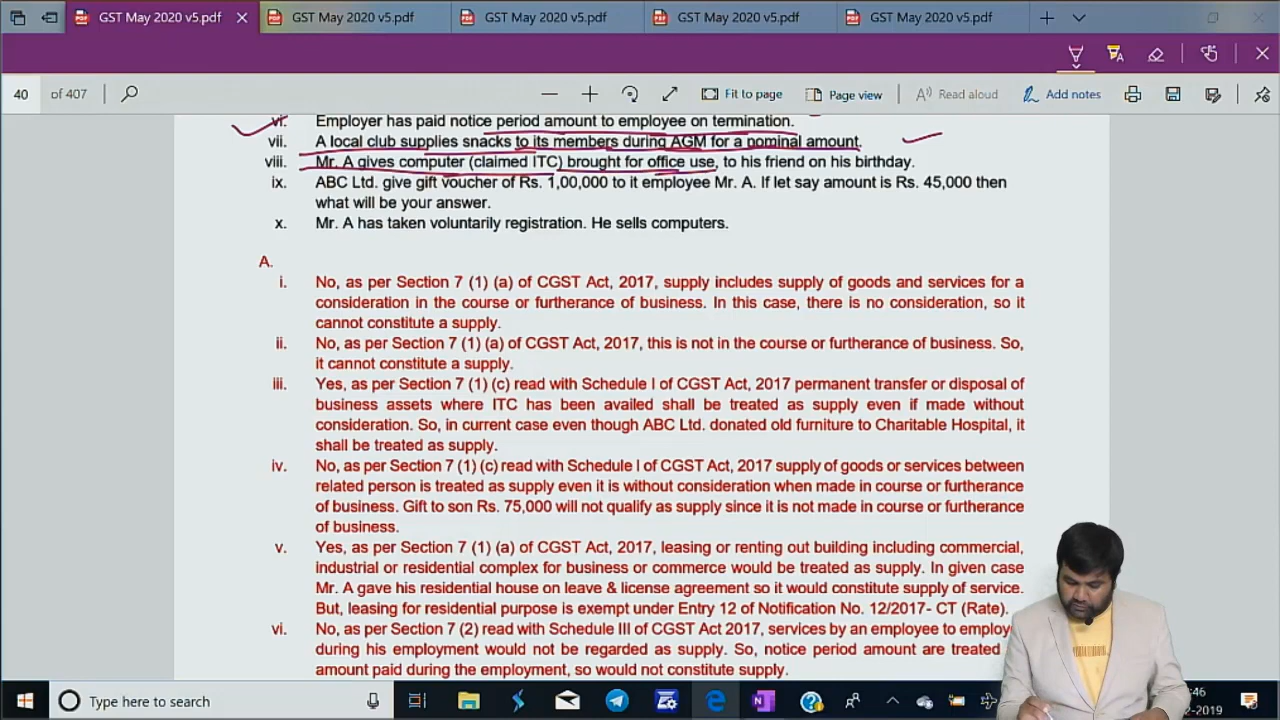 GST May 2020 v5.pdf
GST May 2020 v5.pdf
GST May 2020 v5.pdf
GST May 2020 v5.pdf
GST May 2020 v5.pdf
40 of 407
Fit to page
Page view
Read aloud
Add notes
vi. Employer has paid notice period amount to employee on termination.
vii. A local club supplies snacks to its members during AGM for a nominal amount.
viii. Mr. A gives computer (claimed ITC) brought for office use, to his friend on his birthday.
ix. ABC Ltd. give gift voucher of Rs. 1,00,000 to it employee Mr. A. If let say amount is Rs. 45,000 then
what will be your answer.
x. Mr. A has taken voluntarily registration. He sells computers.
A.
i. No, as per Section 7 (1) (a) of CGST Act, 2017, supply includes supply of goods and services for a
consideration in the course or furtherance of business. In this case, there is no consideration, so it
cannot constitute a supply.
ii. No, as per Section 7 (1) (a) of CGST Act, 2017, this is not in the course or furtherance of business. So,
it cannot constitute a supply.
iii. Yes, as per Section 7 (1) (c) read with Schedule I of CGST Act, 2017 permanent transfer or disposal of
business assets where ITC has been availed shall be treated as supply even if made without
consideration. So, in current case even though ABC Ltd. donated old furniture to Charitable Hospital, it
shall be treated as supply.
iv. No, as per Section 7 (1) (c) read with Schedule I of CGST Act, 2017 supply of goods or services between
related person is treated as supply even it is without consideration when made in course or furtherance
of business. Gift to son Rs. 75,000 will not qualify as supply since it is not made in course or furtherance
of business.
v. Yes, as per Section 7 (1) (a) of CGST Act, 2017, leasing or renting out building including commercial,
industrial or residential complex for business or commerce would be treated as supply. In given case
Mr. A gave his residential house on leave & license agreement so it would constitute supply of service.
But, leasing for residential purpose is exempt under Entry 12 of Notification No. 12/2017- CT (Rate).
vi. No, as per Section 7 (2) read with Schedule III of CGST Act 2017, services by an employee to employ
during his employment would not be regarded as supply. So, notice period amount are treated
amount paid during the employment, so would not constitute supply.
Type here to search
:46
-2019